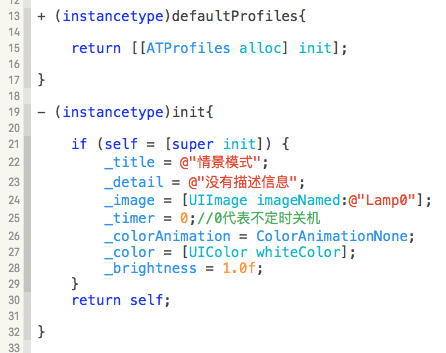 12
13 + (instancetype)defaultProfiles{
14
15     return [[ATProfiles alloc] init];
16
17 }
18
19 - (instancetype)init{
20
21     if (self = [super init]) {
22         _title = @"情景模式";
23         _detail = @"没有描述信息";
24         _image = [UIImage imageNamed:@"Lamp0"];
25         _timer = 0;//0代表不定时关机
26         _colorAnimation = ColorAnimationNone;
27         _color = [UIColor whiteColor];
28         _brightness = 1.0f;
29     }
30     return self;
31
32 }
33